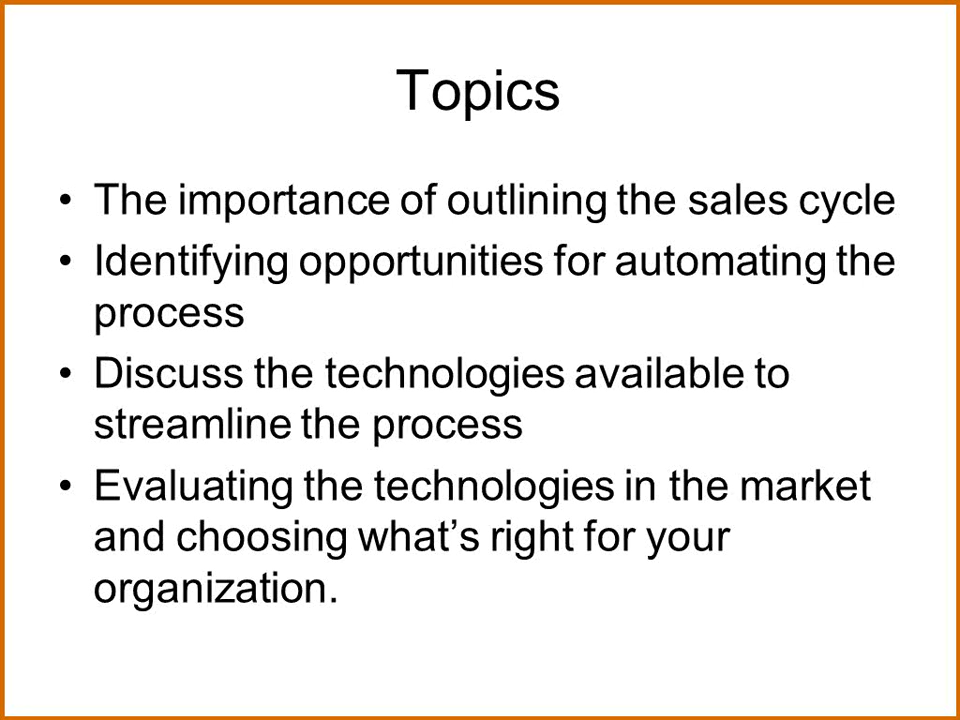 Topics
• The importance of outlining the sales cycle
• Identifying opportunities for automating the
process
• Discuss the technologies available to
streamline the process
• Evaluating the technologies in the market
and choosing what’s right for your
organization.